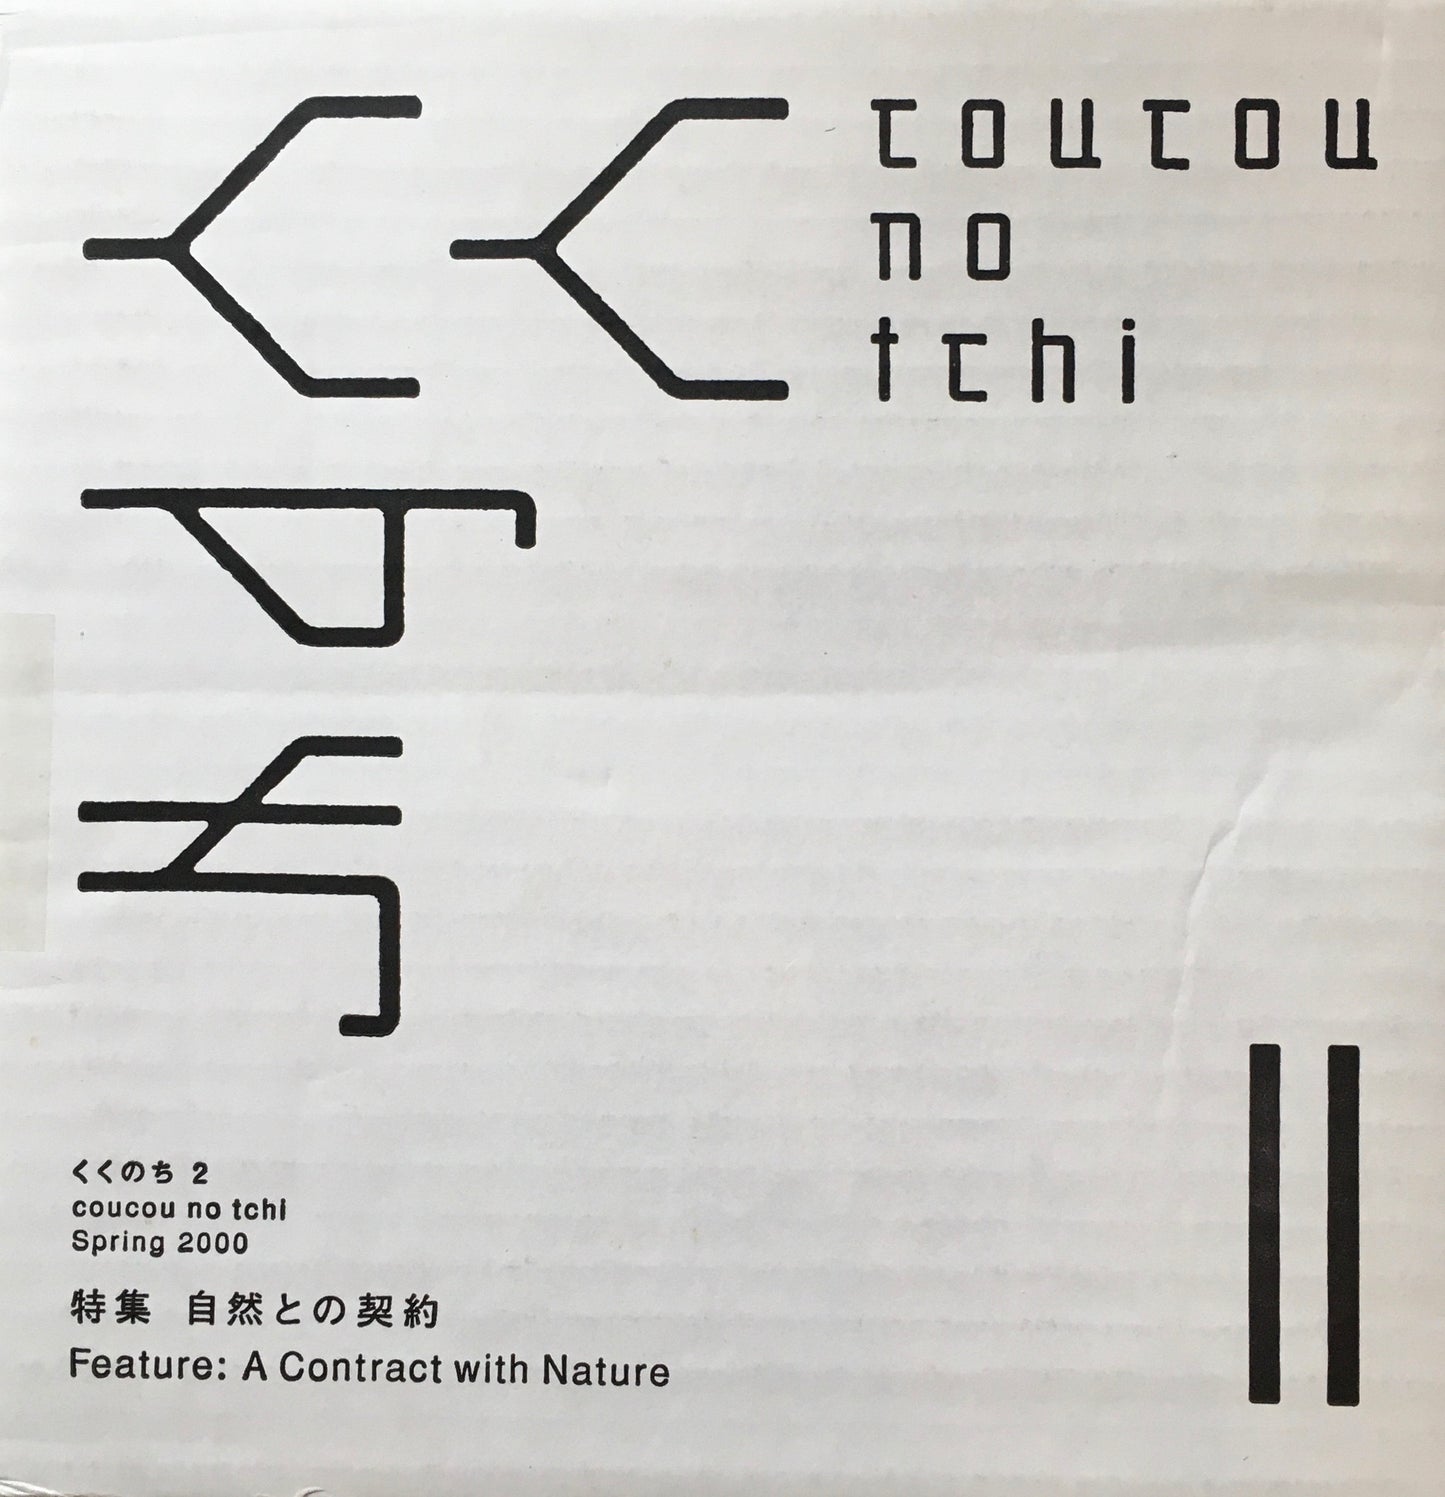 くく
の
ち
coucou
no
tchi
くくのち 2
coucou no tchi
Spring 2000
特集 自然との契約
Feature: A Contract with Nature
II